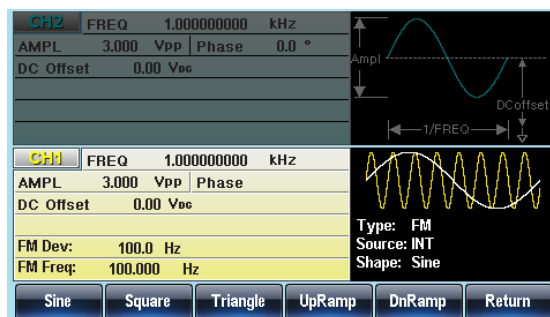 CH2 FREQ 1.000000000 kHz
AMPL 3.000 Vpp Phase 0.0 °
DC Offset 0.00 VDC
Ampl
DCoffset
1/FREQ
CH1 FREQ 1.000000000 kHz
AMPL 3.000 Vpp Phase
DC Offset 0.00 VDC
FM Dev: 100.0 Hz
FM Freq: 100.000 Hz
Type: FM
Source: INT
Shape: Sine
Sine Square Triangle UpRamp DnRamp Return